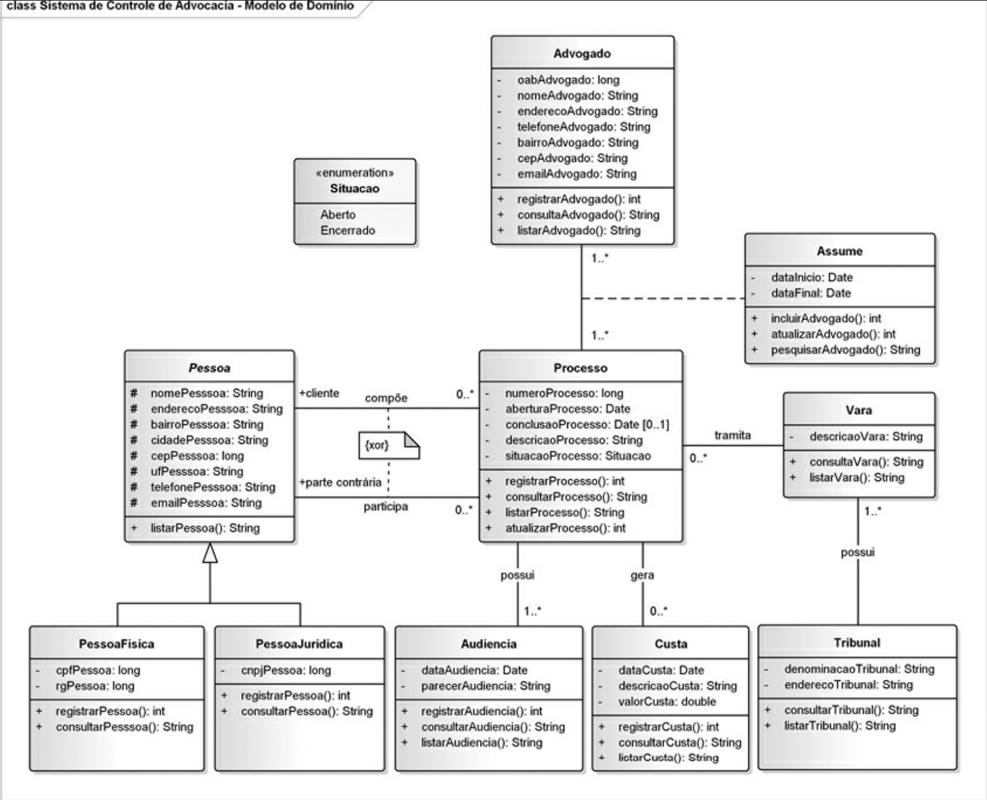 class Sistema de Controle de Advocacia - Modelo de Domínio
Advogado
- oabAdvogado: long
- nomeAdvogado: String
- enderecoAdvogado: String
- telefoneAdvogado: String
- bairroAdvogado: String
- cepAdvogado: String
- emailAdvogado: String
+ registrarAdvogado(): int
+ consultaAdvogado(): String
+ listarAdvogado(): String
«enumeration»
Situacao
Aberto
Encerrado
1..*
Assume
- dataInicio: Date
- dataFinal: Date
+ incluirAdvogado(): int
+ atualizarAdvogado(): int
+ pesquisarAdvogado(): String
1..*
Pessoa
# nomePesssoa: String
# enderecoPesssoa: String
# bairroPesssoa: String
# cidadePesssoa: String
# cepPesssoa: long
# ufPesssoa: String
# telefonePesssoa: String
# emailPesssoa: String
+ listarPessoa(): String
+cliente
compõe
0..*
{xor}
+parte contrária
participa
0..*
Processo
- numeroProcesso: long
- aberturaProcesso: Date
- conclusaoProcesso: Date [0..1]
- descricaoProcesso: String
- situacaoProcesso: Situacao
+ registrarProcesso(): int
+ consultarProcesso(): String
+ listarProcesso(): String
+ atualizarProcesso(): int
tramita
0..*
Vara
- descricaoVara: String
+ consultaVara(): String
+ listarVara(): String
1..*
possui
possui
1..*
gera
0..*
PessoaFisica
- cpfPessoa: long
- rgPessoa: long
+ registrarPessoa(): int
+ consultarPesssoa(): String
PessoaJuridica
- cnpjPessoa: long
+ registrarPessoa(): int
+ consultarPessoa(): String
Audiencia
- dataAudiencia: Date
- parecerAudiencia: String
+ registrarAudiencia(): int
+ consultarAudiencia(): String
+ listarAudiencia(): String
Custa
- dataCusta: Date
- descricaoCusta: String
- valorCusta: double
+ registrarCusta(): int
+ consultarCusta(): String
+ listarCusta(): String
Tribunal
- denominacaoTribunal: String
- enderecoTribunal: String
+ consultarTribunal(): String
+ listarTribunal(): String